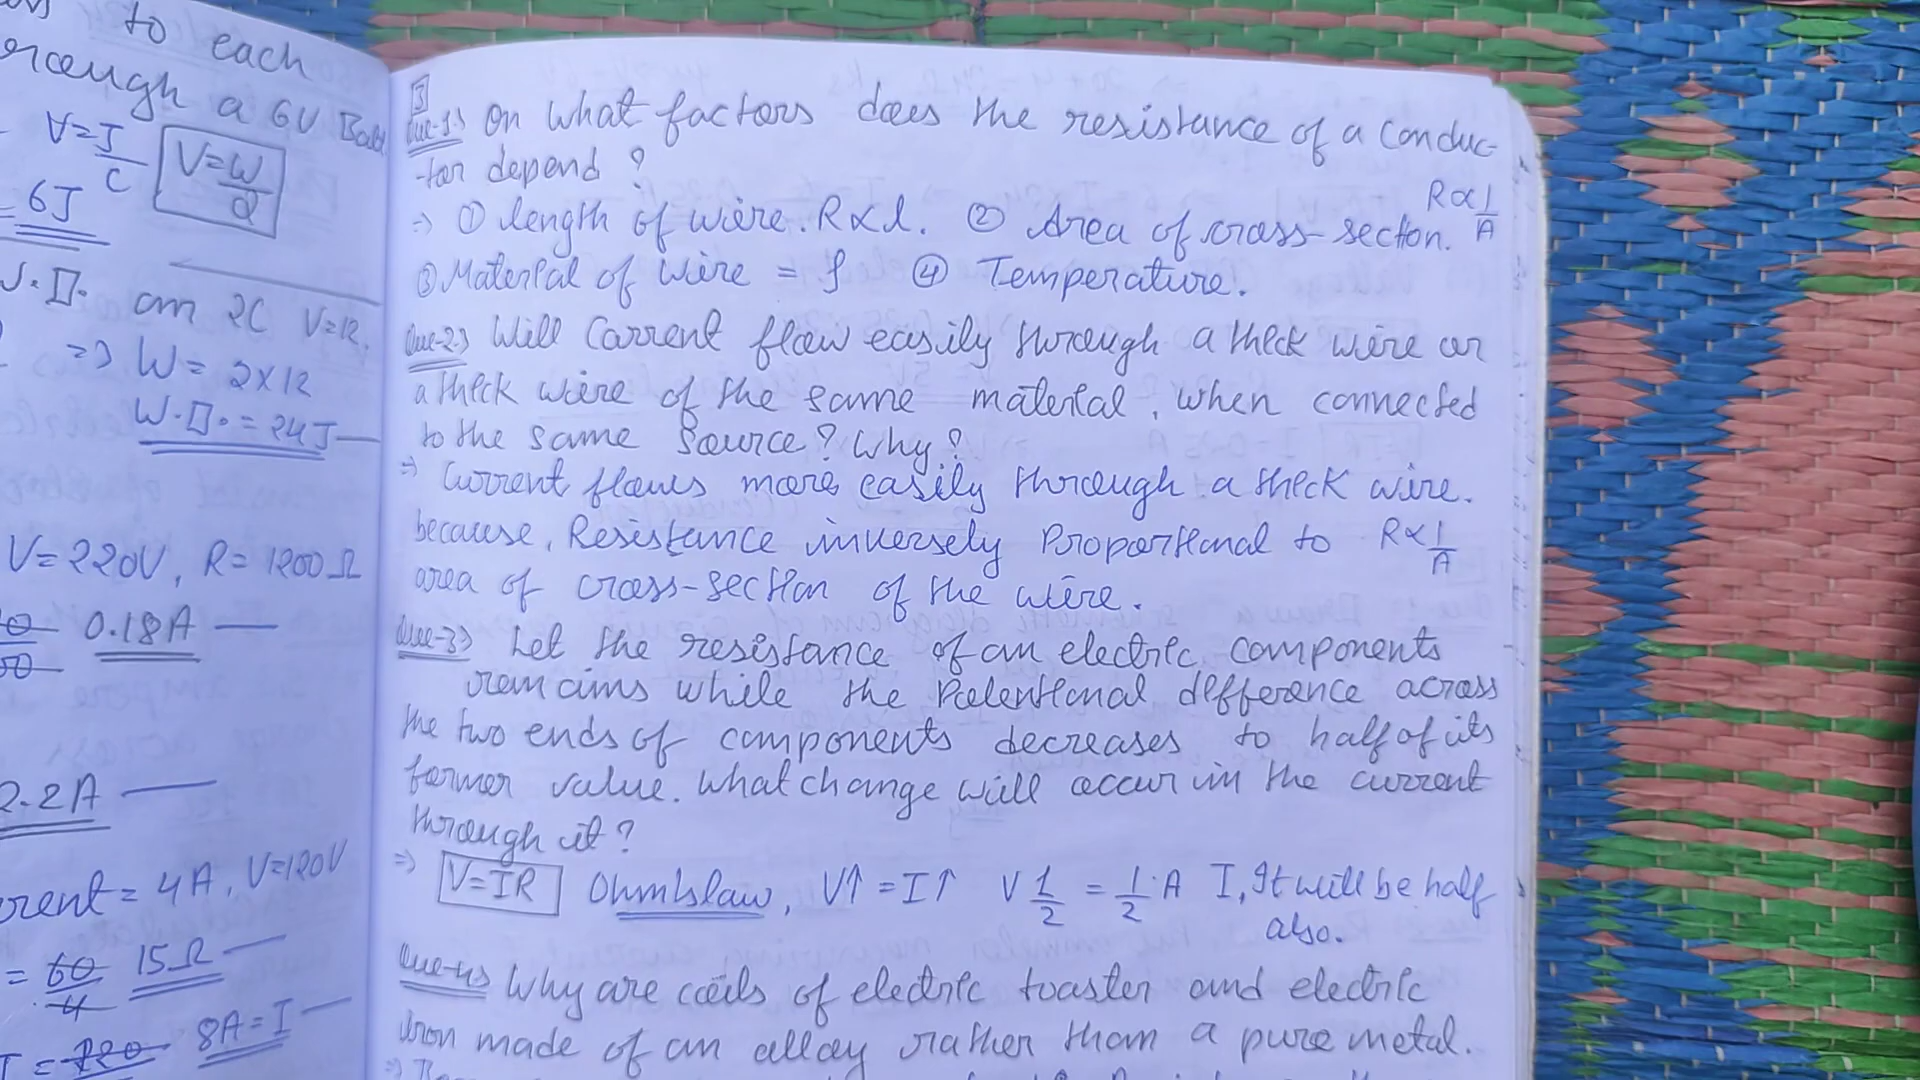 to each
through a 6V Batt
V=J/C V=W/Q
= 6J
W.D. on 2C V=12.
=> W = 2x12
W.D. = 24J
V=220V, R=1200Ω
0.18A
2.2A
current = 4A, V=120V
= 60/4 15Ω
I = 120 8A=I
3
Que-1) On what factors does the resistance of a conduc-
-tor depend ?
=> ① length of wire. R∝l. ② Area of cross-section. R∝1/A
③ Material of wire = ρ ④ Temperature.
Que-2) Will Current flow easily through a thick wire or
a thick wire of the same material, when connected
to the same source? Why?
=> Current flows more easily through a thick wire.
because, Resistance inversely Proportional to R∝1/A
area of cross-section of the wire.
Que-3) Let the resistance of an electric components
remains while the Potentional difference across
the two ends of components decreases to half of its
former value. What change will occur in the current
through it?
=> V=IR Ohm's law, V↑ = I↑ V 1/2 = 1/2 A I, It will be half
also.
Que-4) Why are coils of electric toaster and electric
iron made of an alloy rather than a pure metal.